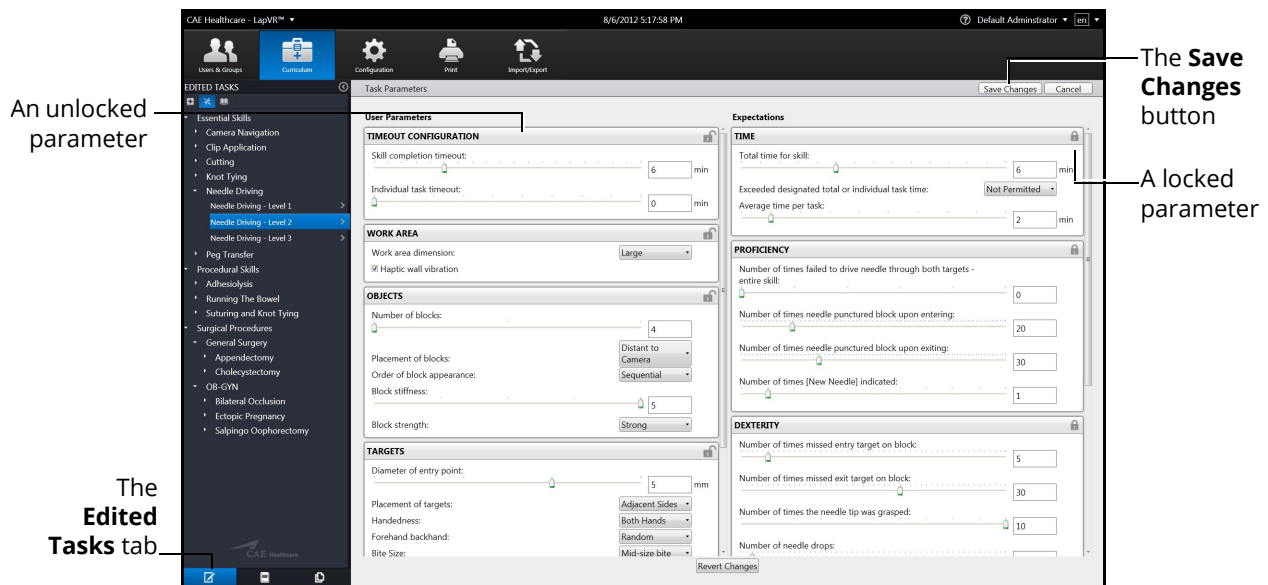 CAE Healthcare - LapVR™
8/6/2012 5:17:58 PM
Default Adminstrator
en
Users & Groups
Curriculum
Configuration
Print
Import/Export
The Save
Changes
button
An unlocked
parameter
A locked
parameter
EDITED TASKS
Essential Skills
Camera Navigation
Clip Application
Cutting
Knot Tying
Needle Driving
Needle Driving - Level 1
Needle Driving - Level 2
Needle Driving - Level 3
Peg Transfer
Procedural Skills
Adhesiolysis
Running The Bowel
Suturing and Knot Tying
Surgical Procedures
General Surgery
Appendectomy
Cholecystectomy
OB-GYN
Bilateral Occlusion
Ectopic Pregnancy
Salpingo Oophorectomy
CAE Healthcare
The
Edited
Tasks tab
Task Parameters
Save Changes
Cancel
User Parameters
TIMEOUT CONFIGURATION
Skill completion timeout:
6 min
Individual task timeout:
0 min
WORK AREA
Work area dimension: Large
Haptic wall vibration
OBJECTS
Number of blocks:
4
Placement of blocks: Distant to
Camera
Order of block appearance: Sequential
Block stiffness:
5
Block strength: Strong
TARGETS
Diameter of entry point:
5 mm
Placement of targets: Adjacent Sides
Handedness: Both Hands
Forehand backhand: Random
Bite Size: Mid-size bite
Expectations
TIME
Total time for skill:
6 min
Exceeded designated total or individual task time: Not Permitted
Average time per task:
2 min
PROFICIENCY
Number of times failed to drive needle through both targets -
entire skill:
0
Number of times needle punctured block upon entering:
20
Number of times needle punctured block upon exiting:
30
Number of times [New Needle] indicated:
1
DEXTERITY
Number of times missed entry target on block:
5
Number of times missed exit target on block:
30
Number of times the needle tip was grasped:
10
Number of needle drops:
Revert Changes